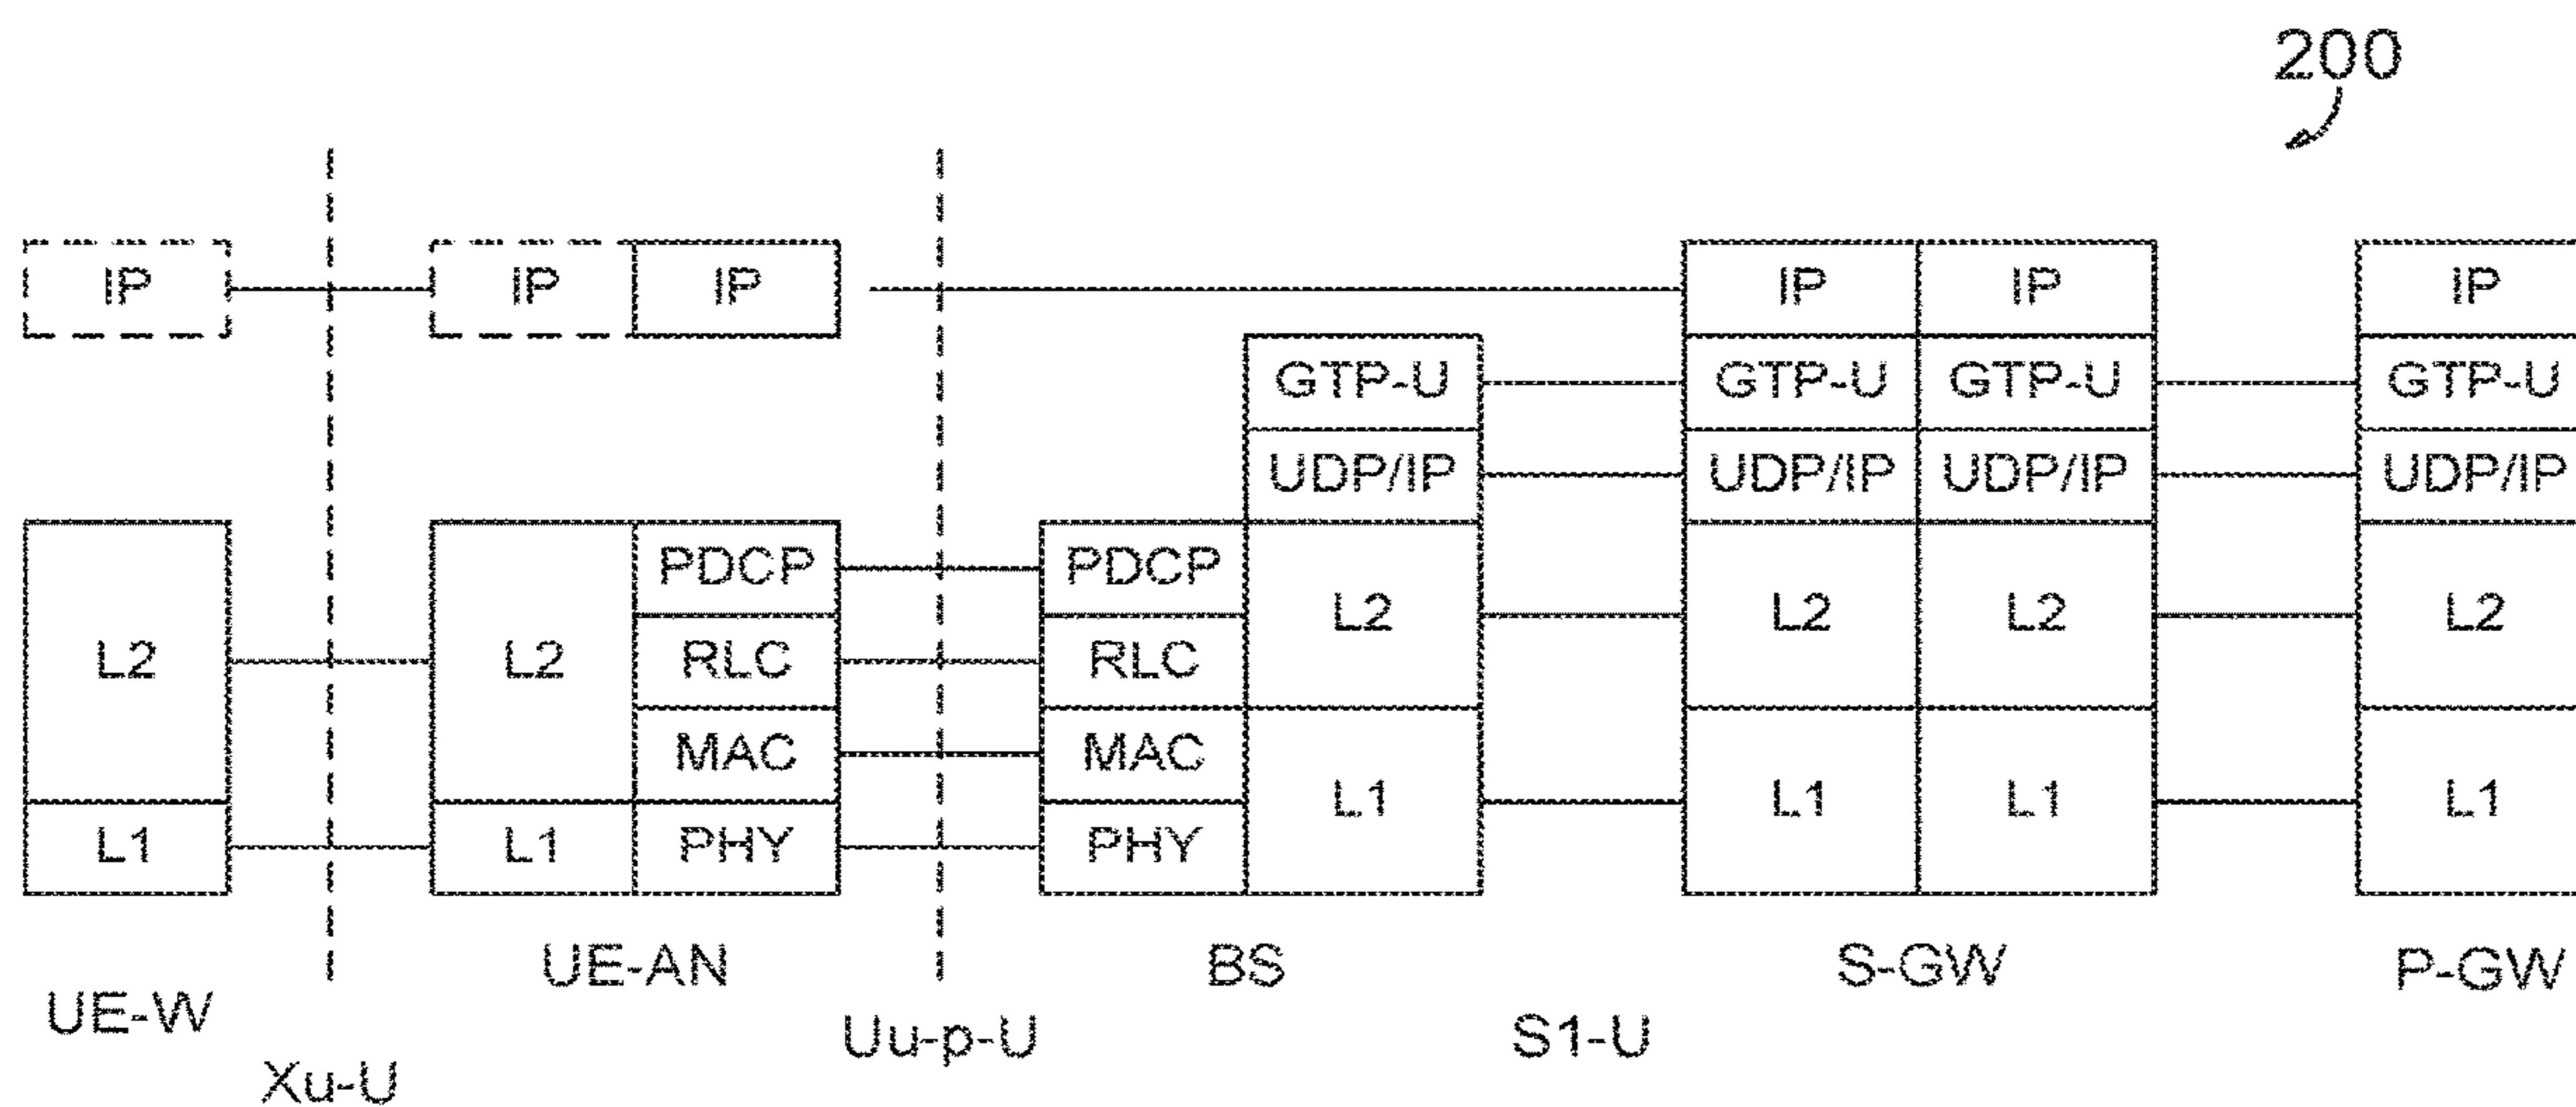 200
IP IP IP IP IP IP
GTP-U GTP-U GTP-U GTP-U
UDP/IP UDP/IP UDP/IP UDP/IP
PDCP PDCP
L2 L2 L2 L2
L2 L2 RLC RLC
MAC MAC
L1 L1 L1 L1
L1 L1 PHY PHY
UE-AN BS S-GW P-GW
UE-W
Uu-p-U S1-U
Xu-U